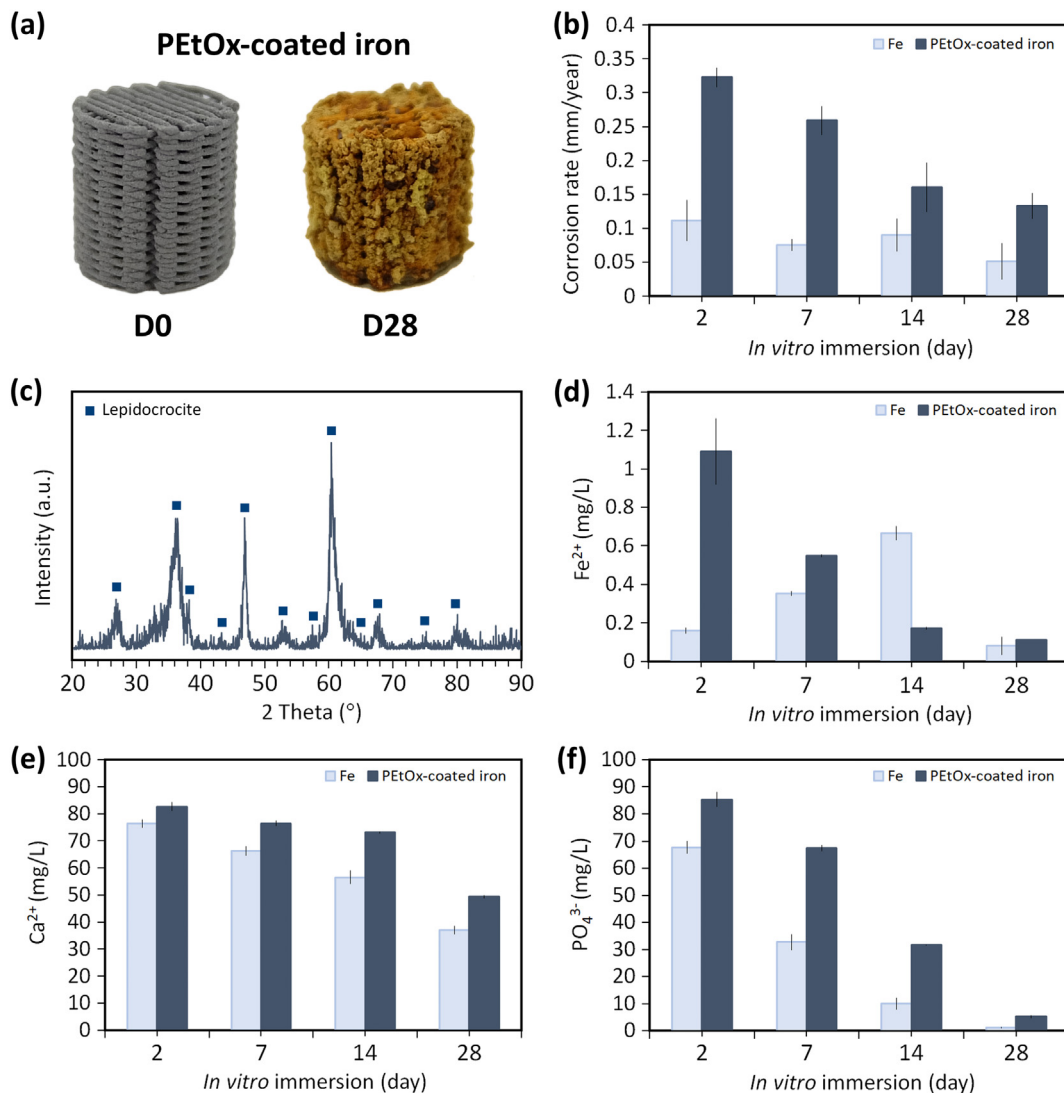 (a)
PEtOx-coated iron
D0
D28
(b)
Fe
PEtOx-coated iron
Corrosion rate (mm/year)
0.4
0.35
0.3
0.25
0.2
0.15
0.1
0.05
0
2 7 14 28
In vitro immersion (day)
(c)
Lepidocrocite
Intensity (a.u.)
20 30 40 50 60 70 80 90
2 Theta (°)
(d)
Fe
PEtOx-coated iron
Fe²⁺ (mg/L)
1.4
1.2
1
0.8
0.6
0.4
0.2
0
2 7 14 28
In vitro immersion (day)
(e)
Fe
PEtOx-coated iron
Ca²⁺ (mg/L)
100
90
80
70
60
50
40
30
20
10
0
2 7 14 28
In vitro immersion (day)
(f)
Fe
PEtOx-coated iron
PO₄³⁻ (mg/L)
100
90
80
70
60
50
40
30
20
10
0
2 7 14 28
In vitro immersion (day)